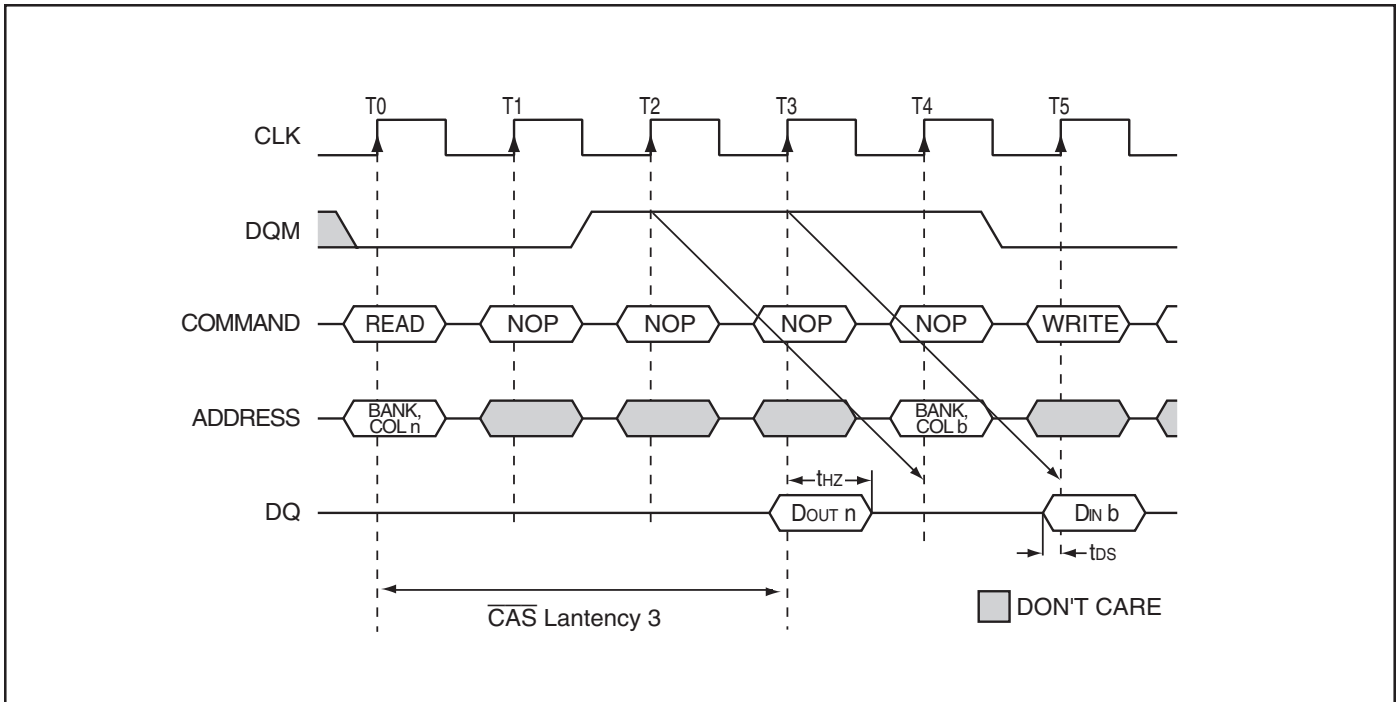 T0 T1 T2 T3 T4 T5
CLK
DQM
COMMAND READ NOP NOP NOP NOP WRITE
ADDRESS BANK, COL n BANK, COL b
tHZ
DQ DOUT n DIN b
tDS
CAS Lantency 3
DON'T CARE